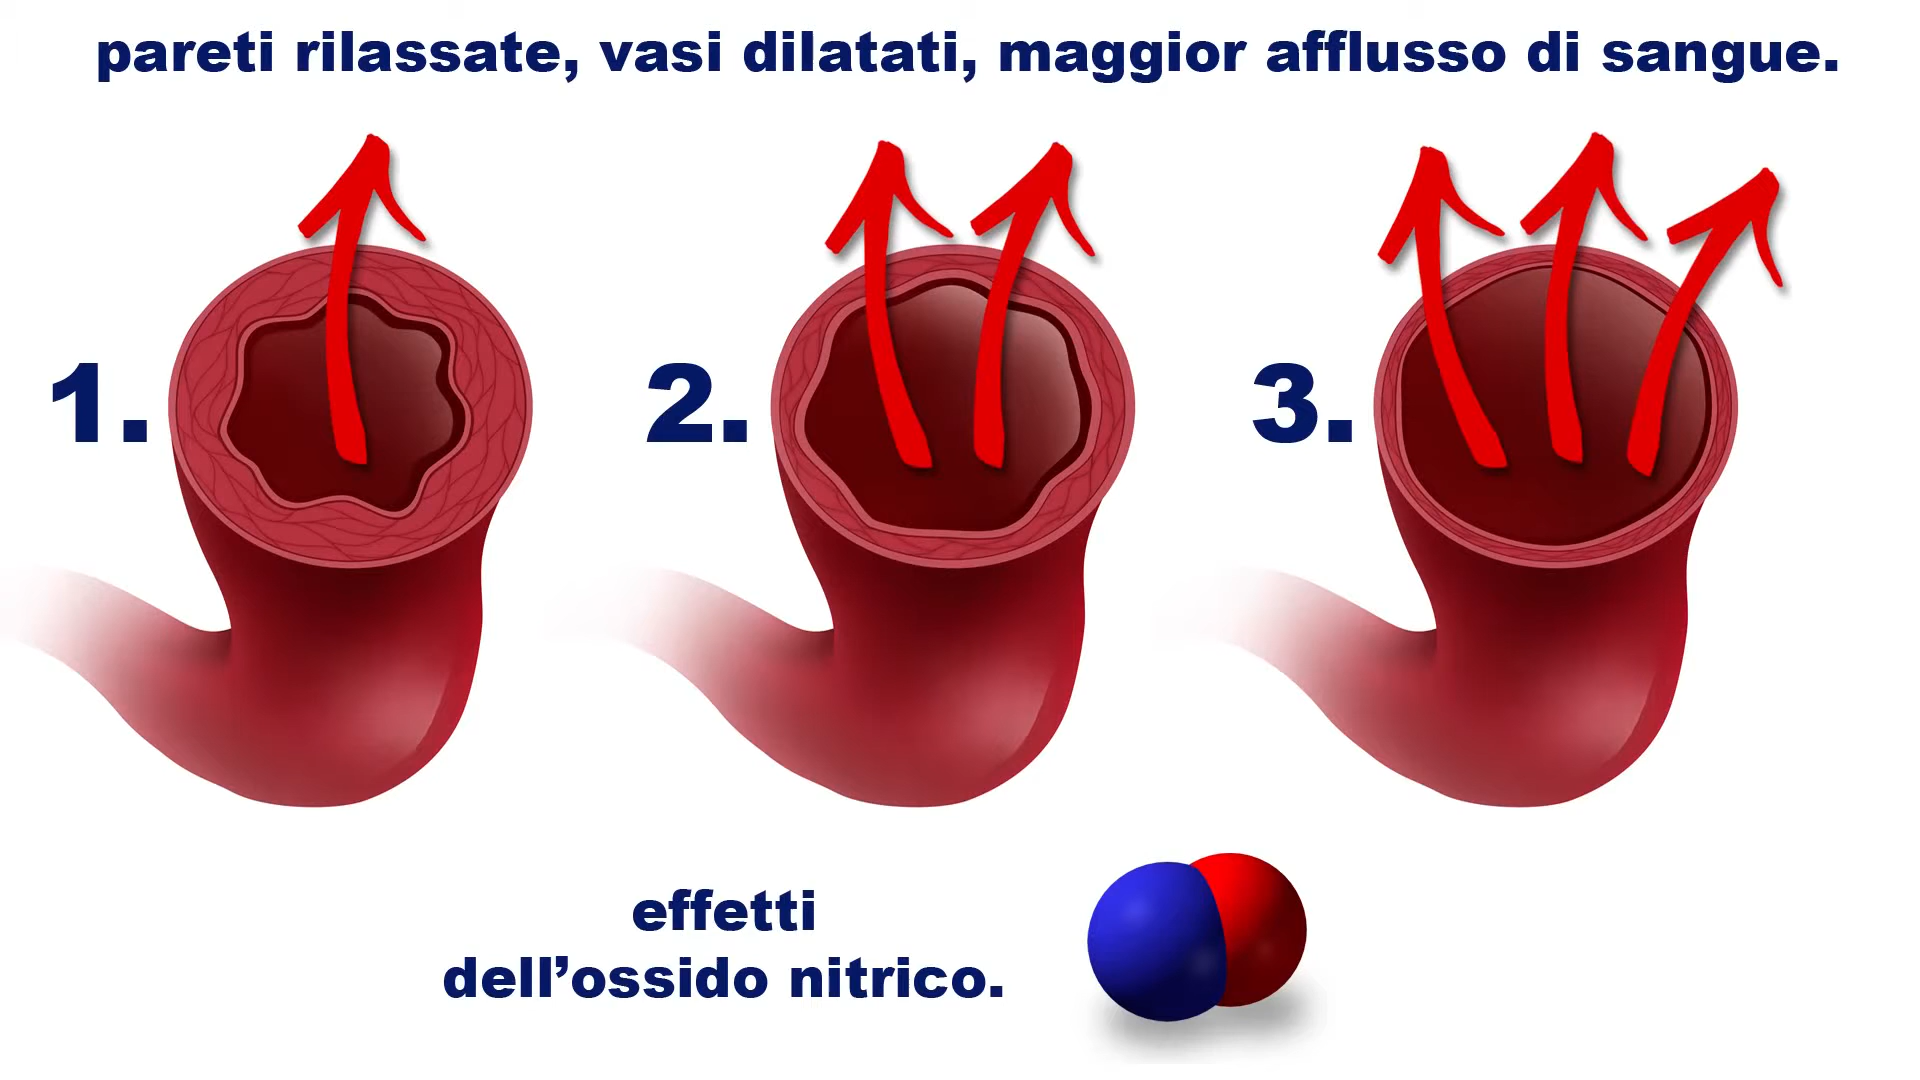 pareti rilassate, vasi dilatati, maggior afflusso di sangue.
1.
2.
3.
effetti
dell’ossido nitrico.